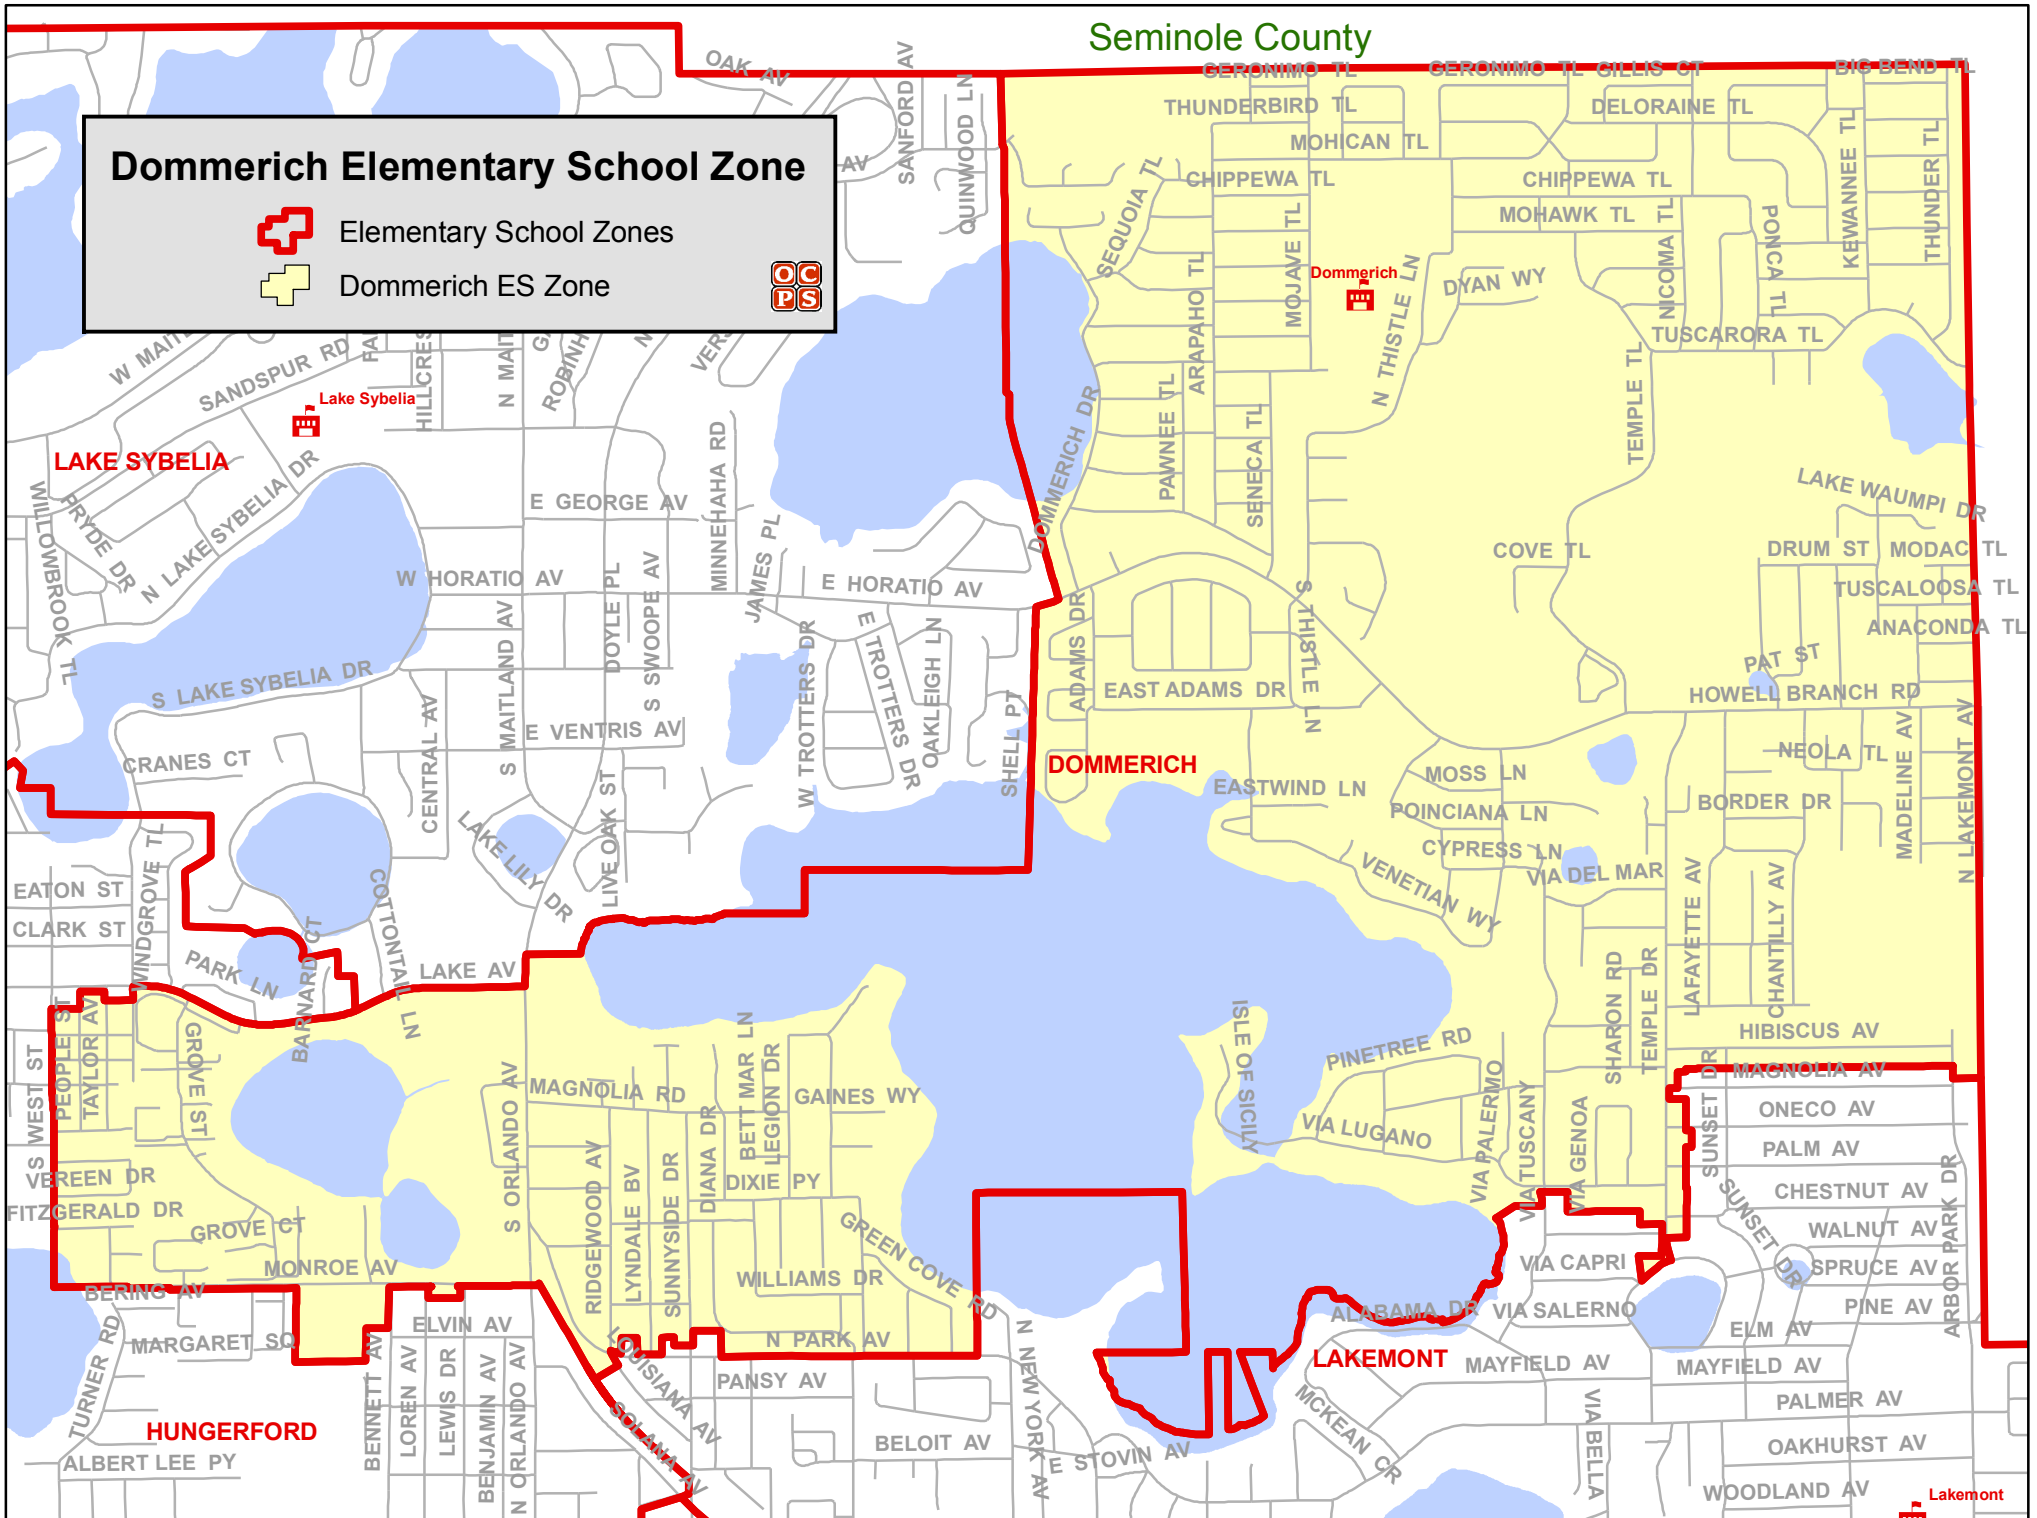 Seminole County
Dommerich Elementary School Zone
Elementary School Zones
Dommerich ES Zone
OC
PS
OAK AV
SANFORD AV
QUINWOOD LN
AV
GERONIMO TL
GERONIMO TL
GILLIS CT
BIG BEND TL
THUNDERBIRD TL
DELORAINE TL
MOHICAN TL
KEWANNEE TL
THUNDER TL
SEQUOIA TL
CHIPPEWA TL
CHIPPEWA TL
MOHAWK TL
MOJAVE TL
NICOMA TL
PONCA TL
ARAPAHO TL
Dommerich
N THISTLE LN
DYAN WY
TUSCARORA TL
W MAITL
SANDSPUR RD
FAI
HILLCRES
N MAIT
GA
ROBINH
N
VERS
Lake Sybelia
LAKE SYBELIA
TEMPLE TL
PAWNEE TL
SENECA TL
DOMMERICH DR
MINNEHAHA RD
WILLOWBROOK TL
PRYDE DR
N LAKE SYBELIA DR
E GEORGE AV
JAMES PL
LAKE WAUMPI DR
COVE TL
DRUM ST
MODAC TL
W HORATIO AV
DOYLE PL
S SWOOPE AV
E HORATIO AV
TUSCALOOSA TL
ANACONDA TL
S MAITLAND AV
W TROTTERS DR
E TROTTERS DR
OAKLEIGH LN
ADAMS DR
S THISTLE LN
PAT ST
S LAKE SYBELIA DR
EAST ADAMS DR
HOWELL BRANCH RD
CENTRAL AV
E VENTRIS AV
SHELL PT
CRANES CT
DOMMERICH
NEOLA TL
MADELINE AV
N LAKEMONT AV
EASTWIND LN
MOSS LN
POINCIANA LN
BORDER DR
LIVE OAK ST
LAKE LILY DR
CYPRESS LN
VENETIAN WY
VIA DEL MAR
WINDGROVE TL
EATON ST
CLARK ST
COTTONTAIL LN
LAFAYETTE AV
CHANTILLY AV
PARK LN
BARNARD CT
LAKE AV
SHARON RD
TEMPLE DR
HIBISCUS AV
S WEST ST
PEOPLE ST
TAYLOR AV
GROVE ST
ISLE OF SICILY
PINETREE RD
MAGNOLIA AV
S ORLANDO AV
MAGNOLIA RD
BETT MAR LN
LEGION DR
GAINES WY
VIA LUGANO
VIA PALERMO
VIA TUSCANY
VIA GENOA
SUNSET DR
ONECO AV
PALM AV
DIANA DR
DIXIE PY
VEREEN DR
FITZGERALD DR
RIDGEWOOD AV
LYNDALE BV
SUNNYSIDE DR
CHESTNUT AV
SUNSET DR
WALNUT AV
ARBOR PARK DR
GROVE CT
GREEN COVE RD
MONROE AV
WILLIAMS DR
VIA CAPRI
SPRUCE AV
BERING AV
ALABAMA DR
VIA SALERNO
PINE AV
ELM AV
TURNER RD
MARGARET SQ
ELVIN AV
LOUISIANA AV
N PARK AV
N NEW YORK AV
LAKEMONT
MAYFIELD AV
MAYFIELD AV
BENNETT AV
LOREN AV
LEWIS DR
BENJAMIN AV
N ORLANDO AV
PANSY AV
MCKEAN CR
PALMER AV
HUNGERFORD
SOLANA AV
BELOIT AV
E STOVIN AV
VIA BELLA
OAKHURST AV
ALBERT LEE PY
WOODLAND AV
Lakemont